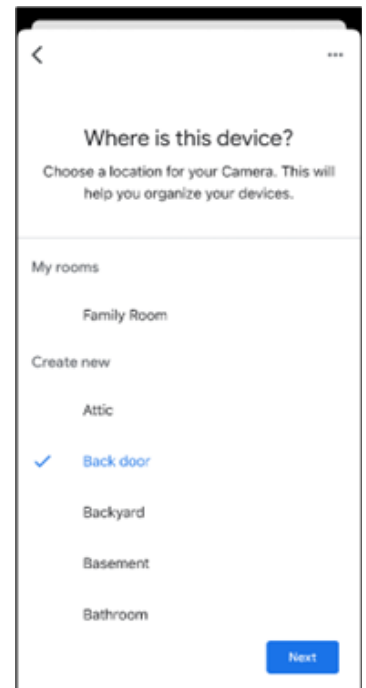 Where is this device?
Choose a location for your Camera. This will
help you organize your devices.
My rooms
Family Room
Create new
Attic
Back door
Backyard
Basement
Bathroom
Next